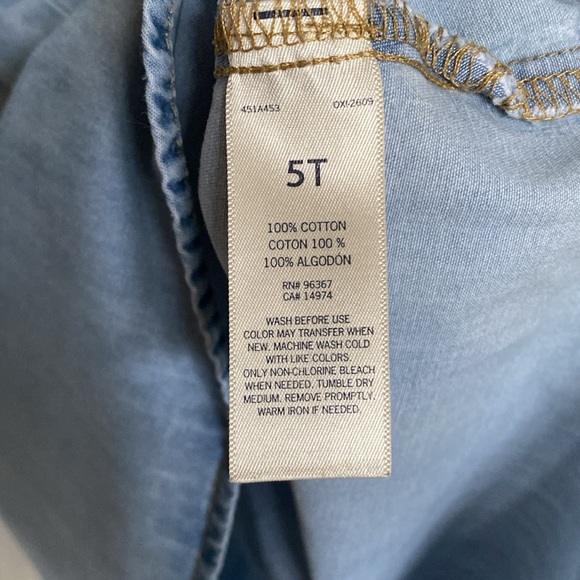 451A453 OXI-2609
5T
100% COTTON
COTON 100 %
100% ALGODÓN
RN# 96367
CA# 14974
WASH BEFORE USE
COLOR MAY TRANSFER WHEN
NEW. MACHINE WASH COLD
WITH LIKE COLORS.
ONLY NON-CHLORINE BLEACH
WHEN NEEDED. TUMBLE DRY
MEDIUM. REMOVE PROMPTLY.
WARM IRON IF NEEDED.